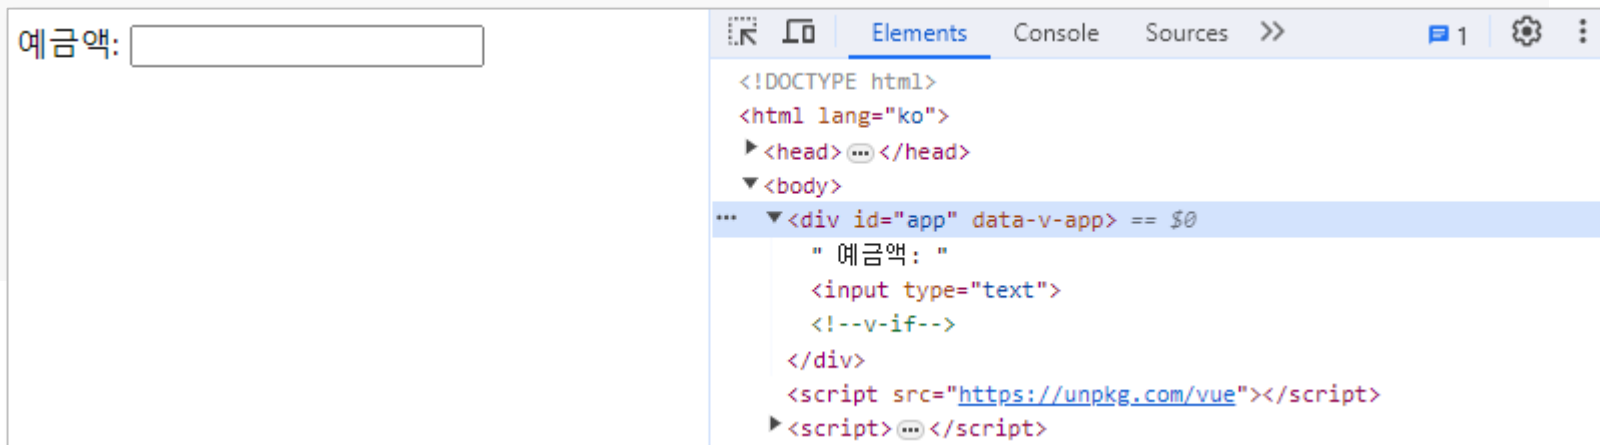 예금액:
Elements Console Sources 1
<!DOCTYPE html>
<html lang="ko">
<head> ••• </head>
<body>
••• <div id="app" data-v-app> == $0
" 예금액: "
<input type="text">
<!--v-if-->
</div>
<script src="https://unpkg.com/vue"></script>
<script> ••• </script>